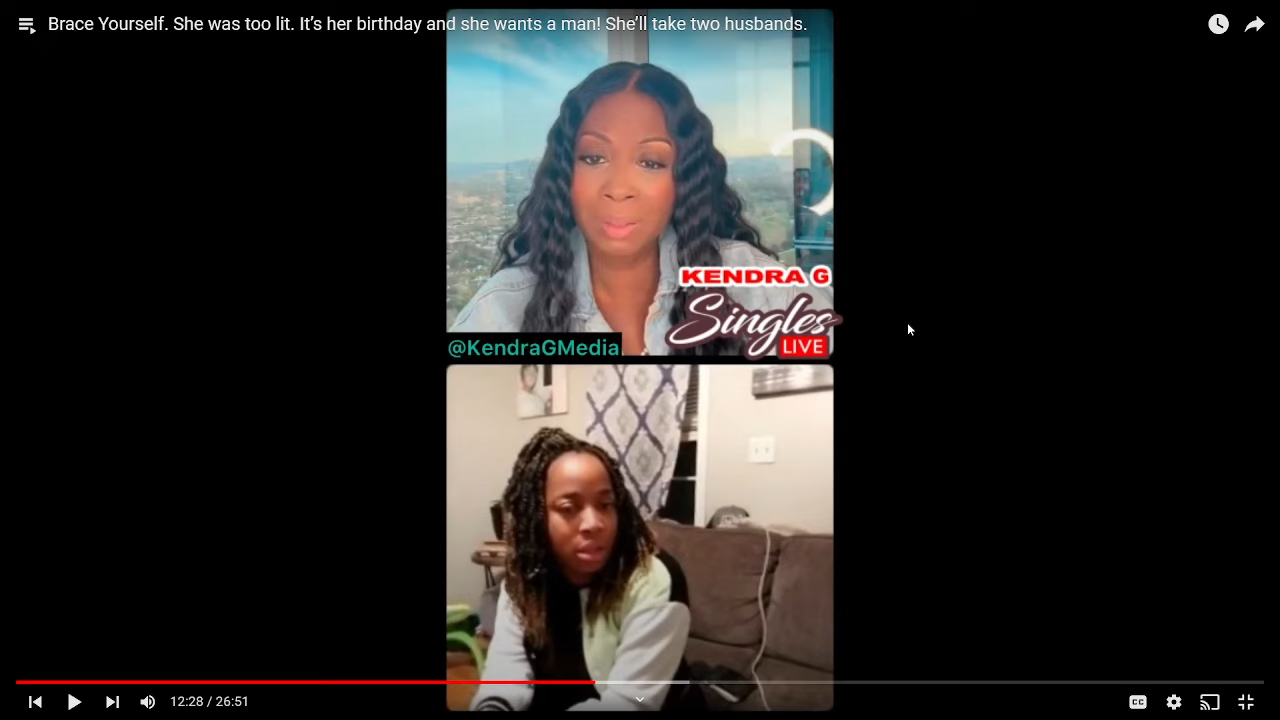 Brace Yourself. She was too lit. It’s her birthday and she wants a man! She’ll take two husbands.
KENDRA G
Singles
LIVE
@KendraGMedia
12:28 / 26:51
CC